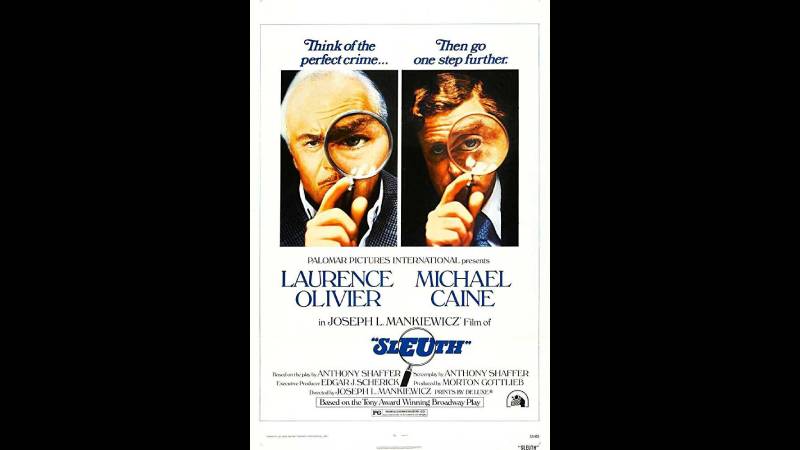 Think of the
perfect crime...
Then go
one step further.
PALOMAR PICTURES INTERNATIONAL presents
LAURENCE
OLIVIER
MICHAEL
CAINE
in JOSEPH L. MANKIEWICZ' Film of
"SLEUTH"
Based on the play by ANTHONY SHAFFER Screenplay by ANTHONY SHAFFER
Executive Producer EDGAR J. SCHERICK Produced by MORTON GOTTLIEB
Directed by JOSEPH L. MANKIEWICZ PRINTS BY DELUXE®
Based on the Tony Award Winning Broadway Play
PG
"SLEUTH"